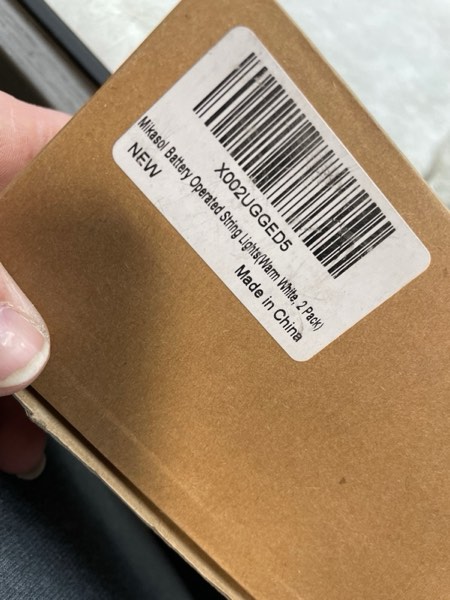 X002UGGED5
Mikasol Battery Operated String Lights(Warm White, 2 Pack)
NEW
Made in China